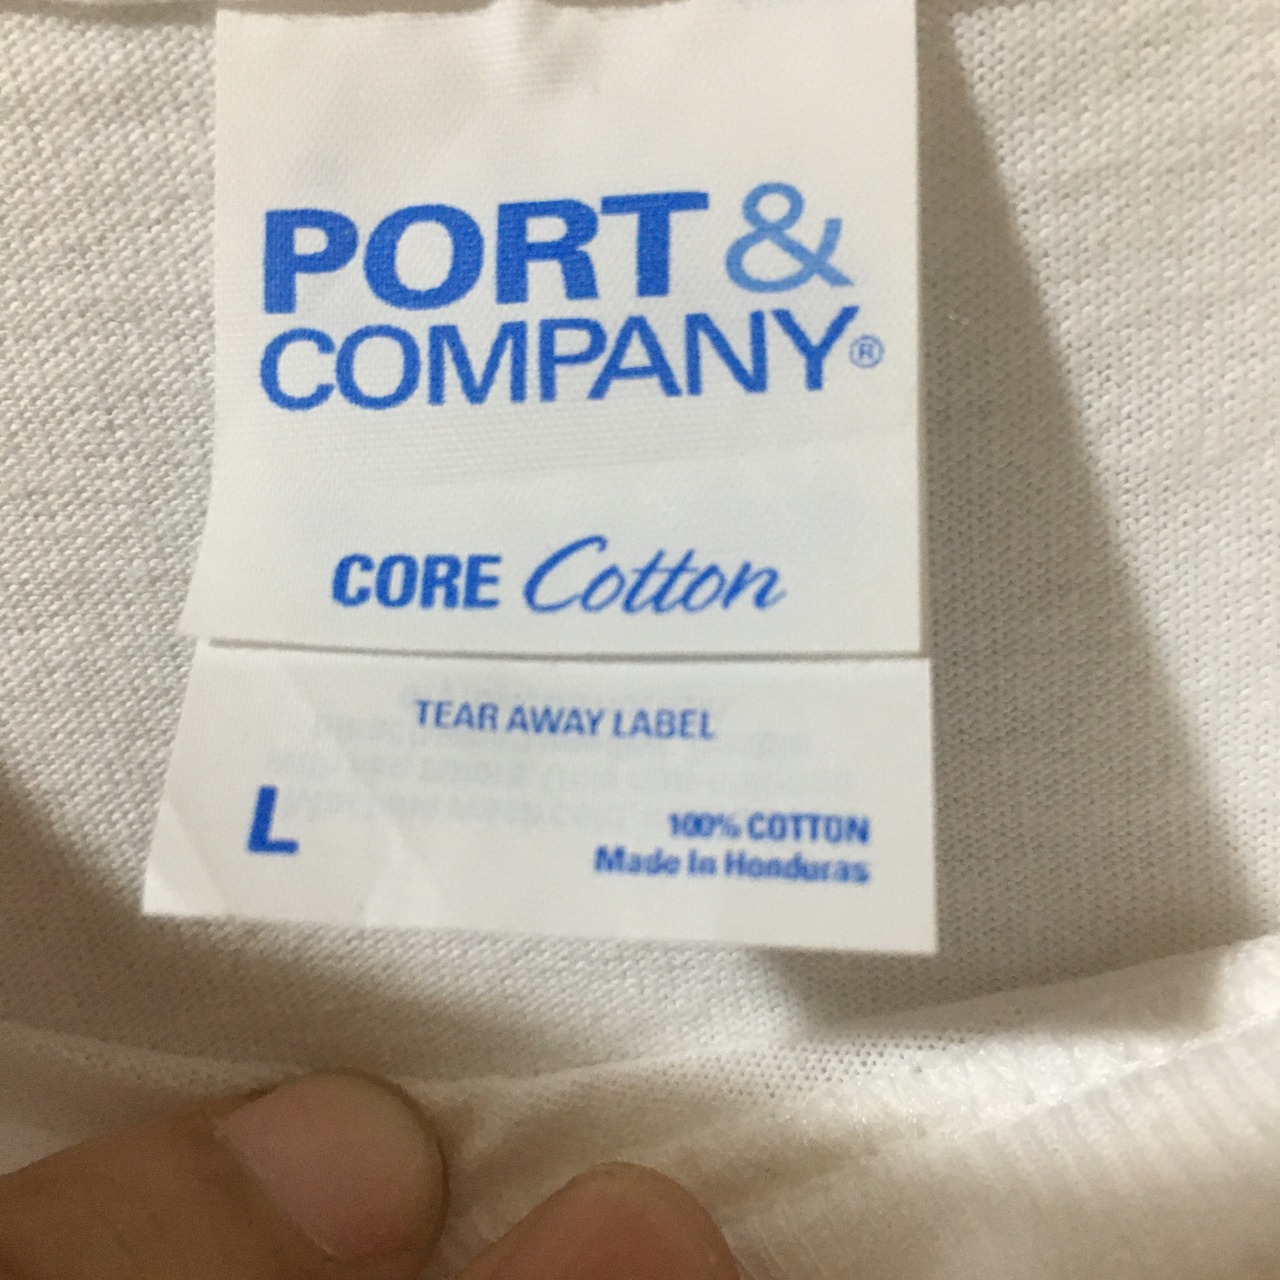 PORT &
COMPANY®
CORE Cotton
TEAR AWAY LABEL
L
100% COTTON
Made In Honduras